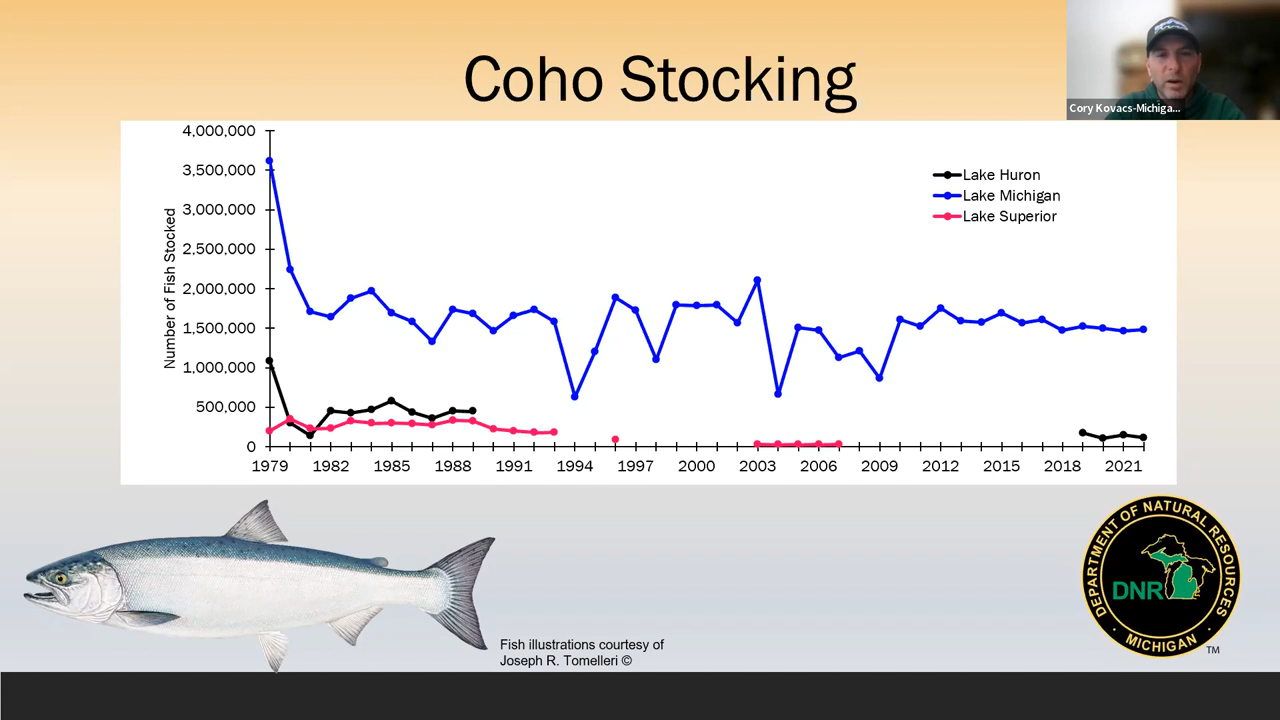 Coho Stocking
Cory Kovacs-Michiga...
Number of Fish Stocked
4,000,000
3,500,000
3,000,000
2,500,000
2,000,000
1,500,000
1,000,000
500,000
0
Lake Huron
Lake Michigan
Lake Superior
1979 1982 1985 1988 1991 1994 1997 2000 2003 2006 2009 2012 2015 2018 2021
Fish illustrations courtesy of
Joseph R. Tomelleri ©
DEPARTMENT OF NATURAL RESOURCES
DNR
MICHIGAN
TM